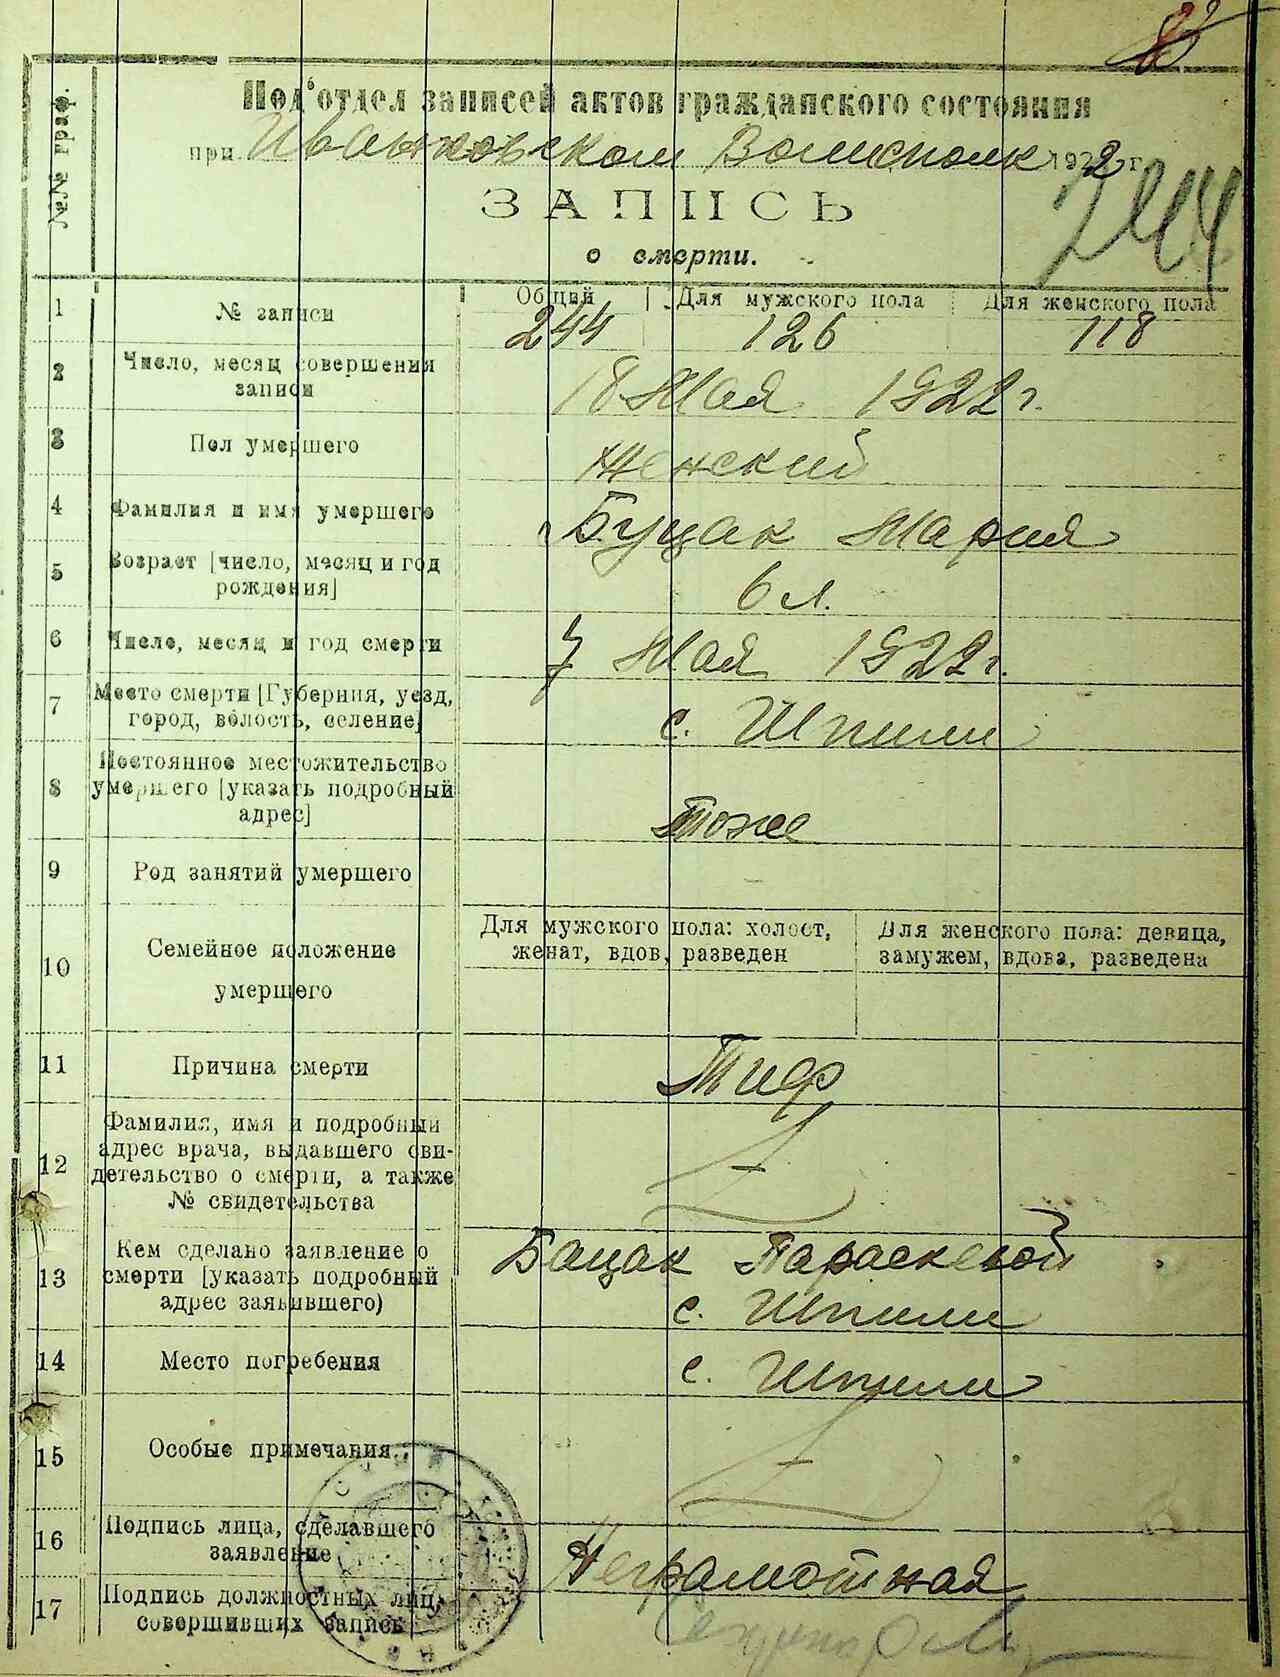 №№ граф.
Под'отдел записей актов гражданского состояния
при Иванковском Волисполк 1922 г.
244
ЗАПИСЬ
о смерти.
1 № записи
Общий Для мужского пола Для женского пола
244 126 118
2 Число, месяц совершения
записи
18 Мая 1922 г.
3 Пол умершего Женский
4 Фамилия и имя умершего Буцак Мария
5 Возраст [число, месяц и год
рождения]
6 л.
6 Число, месяц и год смерти 7 Мая 1922 г.
7 Место смерти [Губерния, уезд,
город, волость, селение]
с. Шпили
8 Постоянное местожительство
умершего [указать подробный
адрес]
тоже
9 Род занятий умершего
10 Семейное положение
умершего
Для мужского пола: холост,
женат, вдов, разведен
Для женского пола: девица,
замужем, вдова, разведена
11 Причина смерти Тиф
12 Фамилия, имя и подробный
адрес врача, выдавшего сви-
детельство о смерти, а также
№ свидетельства
13 Кем сделано заявление о
смерти [указать подробный
адрес заявившего)
Бацак Параскевой
с. Шпили
14 Место погребения с. Шпили
15 Особые примечания.
16 Подпись лица, сделавшего
заявление
Неграмотная
17 Подпись должностных лиц,
совершивших запись